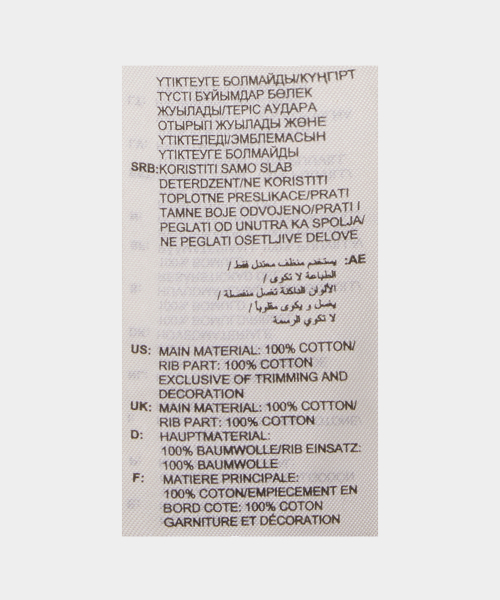 ҮТІКТЕУГЕ БОЛМАЙДЫ/КҮҢГІРТ
ТҮСТІ БҰЙЫМДАР БӨЛЕК
ЖУЫЛАДЫ/ТЕРІС АУДАРА
ОТЫРЫП ЖУЫЛАДЫ ЖӘНЕ
ҮТІКТЕЛЕДІ/ЭМБЛЕМАСЫН
ҮТІКТЕУГЕ БОЛМАЙДЫ
SRB:KORISTITI SAMO SLAB
DETERDZENT/NE KORISTITI
TOPLOTNE PRESLIKACE/PRATI
TAMNE BOJE ODVOJENO/PRATI I
PEGLATI OD UNUTRA KA SPOLJA/
NE PEGLATI OSETLJIVE DELOVE
AE: يستخدم منظف معتدل فقط /
الطباعة لا تكوى /
الألوان الداكنة تغسل منفصلة /
يغسل و يكوى مقلوباً /
لا تكوي الرسمة
US: MAIN MATERIAL: 100% COTTON/
RIB PART: 100% COTTON
EXCLUSIVE OF TRIMMING AND
DECORATION
UK: MAIN MATERIAL: 100% COTTON/
RIB PART: 100% COTTON
D: HAUPTMATERIAL:
100% BAUMWOLLE/RIB EINSATZ:
100% BAUMWOLLE
F: MATIERE PRINCIPALE:
100% COTON/EMPIECEMENT EN
BORD COTE: 100% COTON
GARNITURE ET DÉCORATION